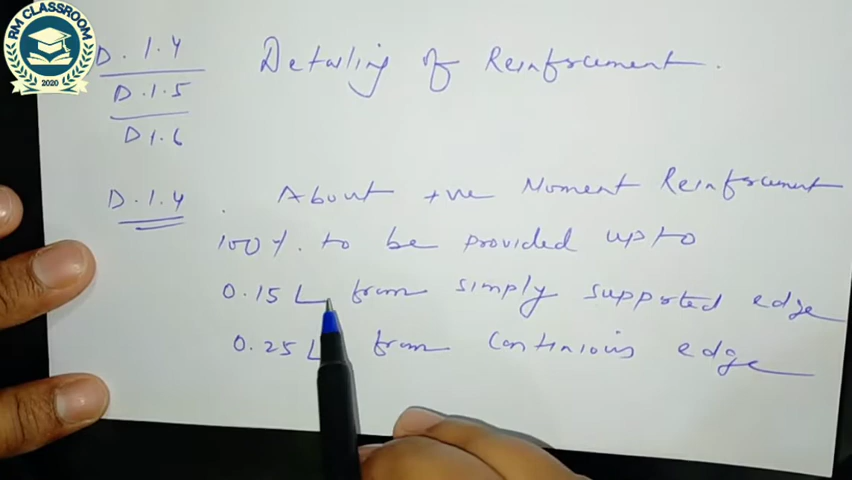 RM CLASSROOM
2020
D.1.4 Detailing of Reinforcement.
D.1.5
D1.6
D.1.4. About +ve Moment Reinforcement
100%. to be provided upto
0.15 L from simply supported edge
0.25 L from Continious edge